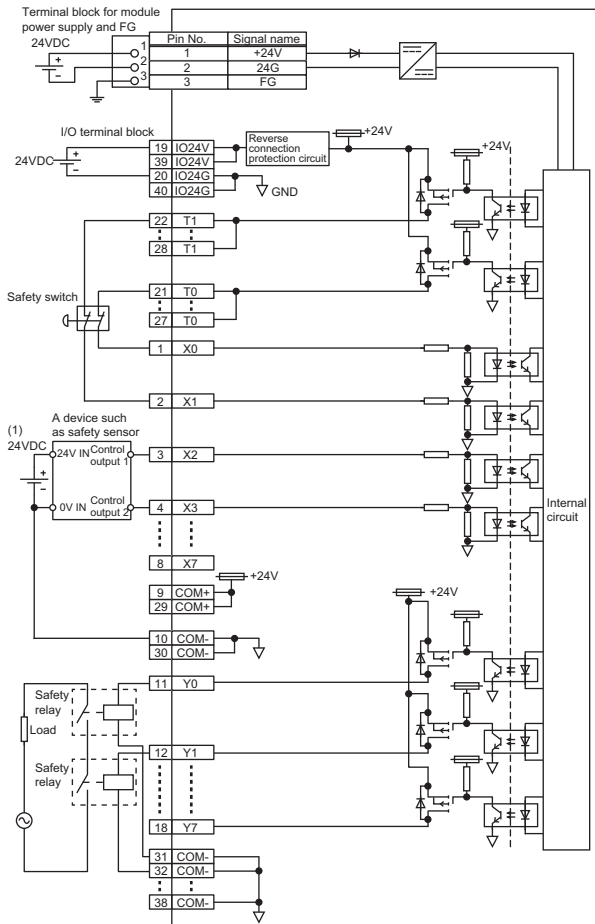 Terminal block for module
power supply and FG
24VDC
1
2
3
Pin No. Signal name
1 +24V
2 24G
3 FG
I/O terminal block
24VDC
19 IO24V
39 IO24V
20 IO24G
40 IO24G
Reverse
connection
protection circuit
+24V
+24V
GND
22 T1
28 T1
Safety switch
21 T0
27 T0
1 X0
2 X1
(1)
24VDC
A device such
as safety sensor
24V IN Control
output 1
0V IN Control
output 2
3 X2
4 X3
8 X7
Internal
circuit
+24V
9 COM+
29 COM+
10 COM-
30 COM-
+24V
11 Y0
Safety
relay
Load
12 Y1
Safety
relay
18 Y7
31 COM-
32 COM-
38 COM-